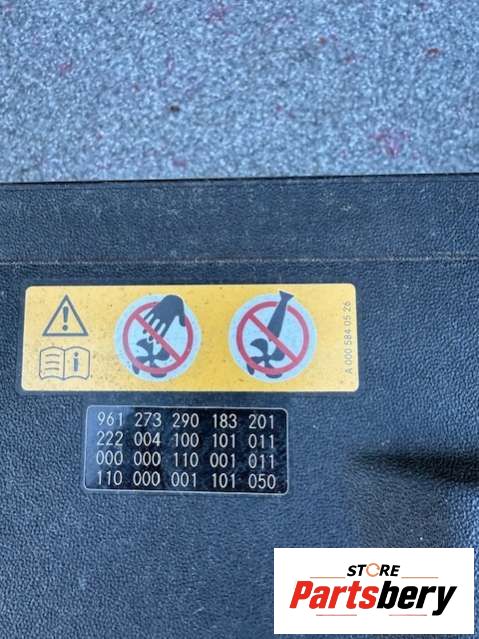 A 000 584 05 26
961 273 290 183 201
222 004 100 101 011
000 000 110 001 011
110 000 001 101 050
STORE
Partsbery